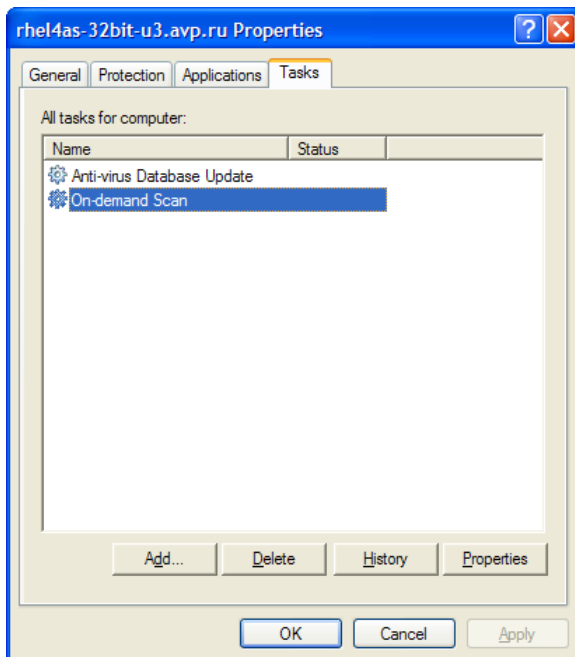 rhel4as-32bit-u3.avp.ru Properties
General Protection Applications Tasks
All tasks for computer:
Name Status
Anti-virus Database Update
On-demand Scan
Add... Delete History Properties
OK Cancel Apply